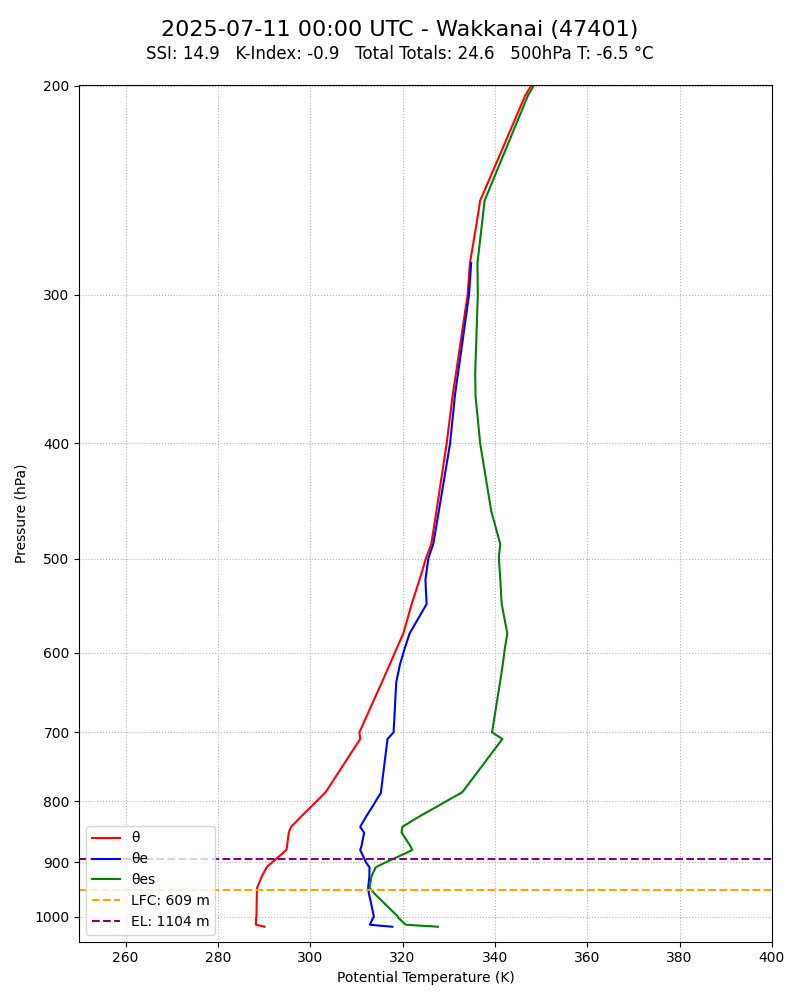 2025-07-11 00:00 UTC - Wakkanai (47401)
SSI: 14.9   K-Index: -0.9   Total Totals: 24.6   500hPa T: -6.5 °C
200
300
400
500
600
700
800
900
1000
Pressure (hPa)
θ
θe
θes
LFC: 609 m
EL: 1104 m
260 280 300 320 340 360 380 400
Potential Temperature (K)